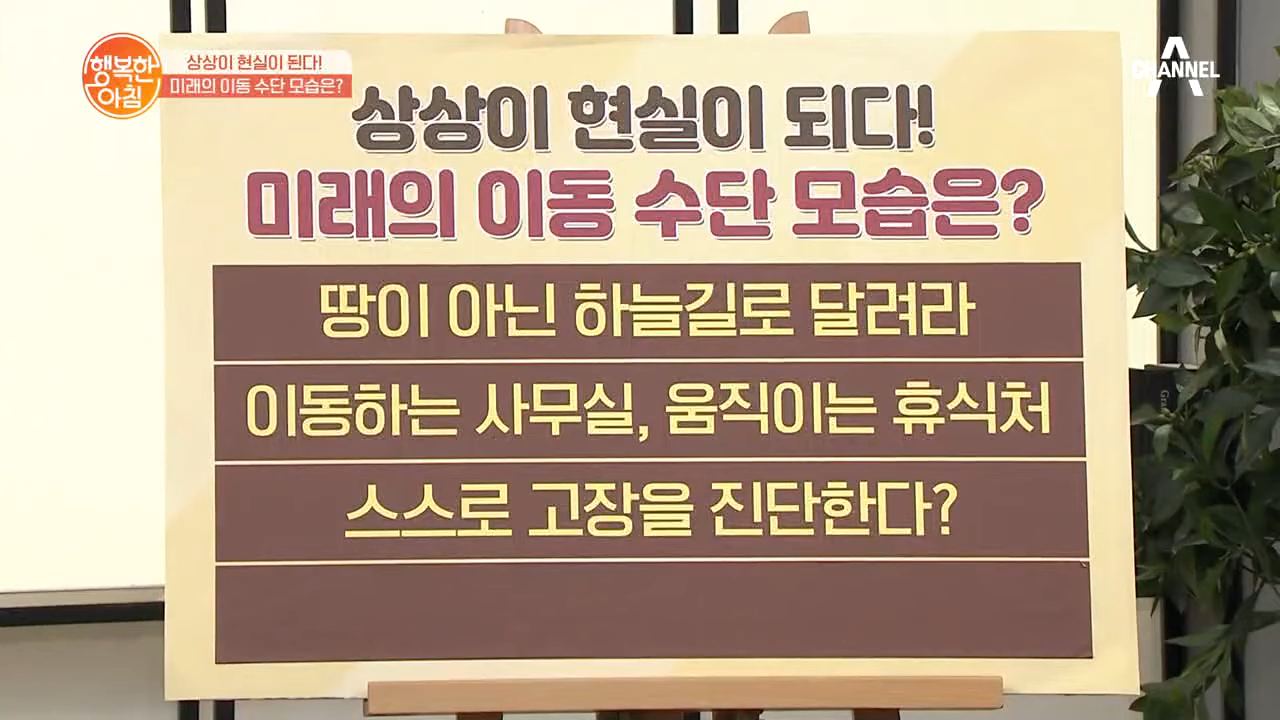 행복한
아침
상상이 현실이 된다!
미래의 이동 수단 모습은?
CHANNEL A
상상이 현실이 되다!
미래의 이동 수단 모습은?
땅이 아닌 하늘길로 달려라
이동하는 사무실, 움직이는 휴식처
스스로 고장을 진단한다?